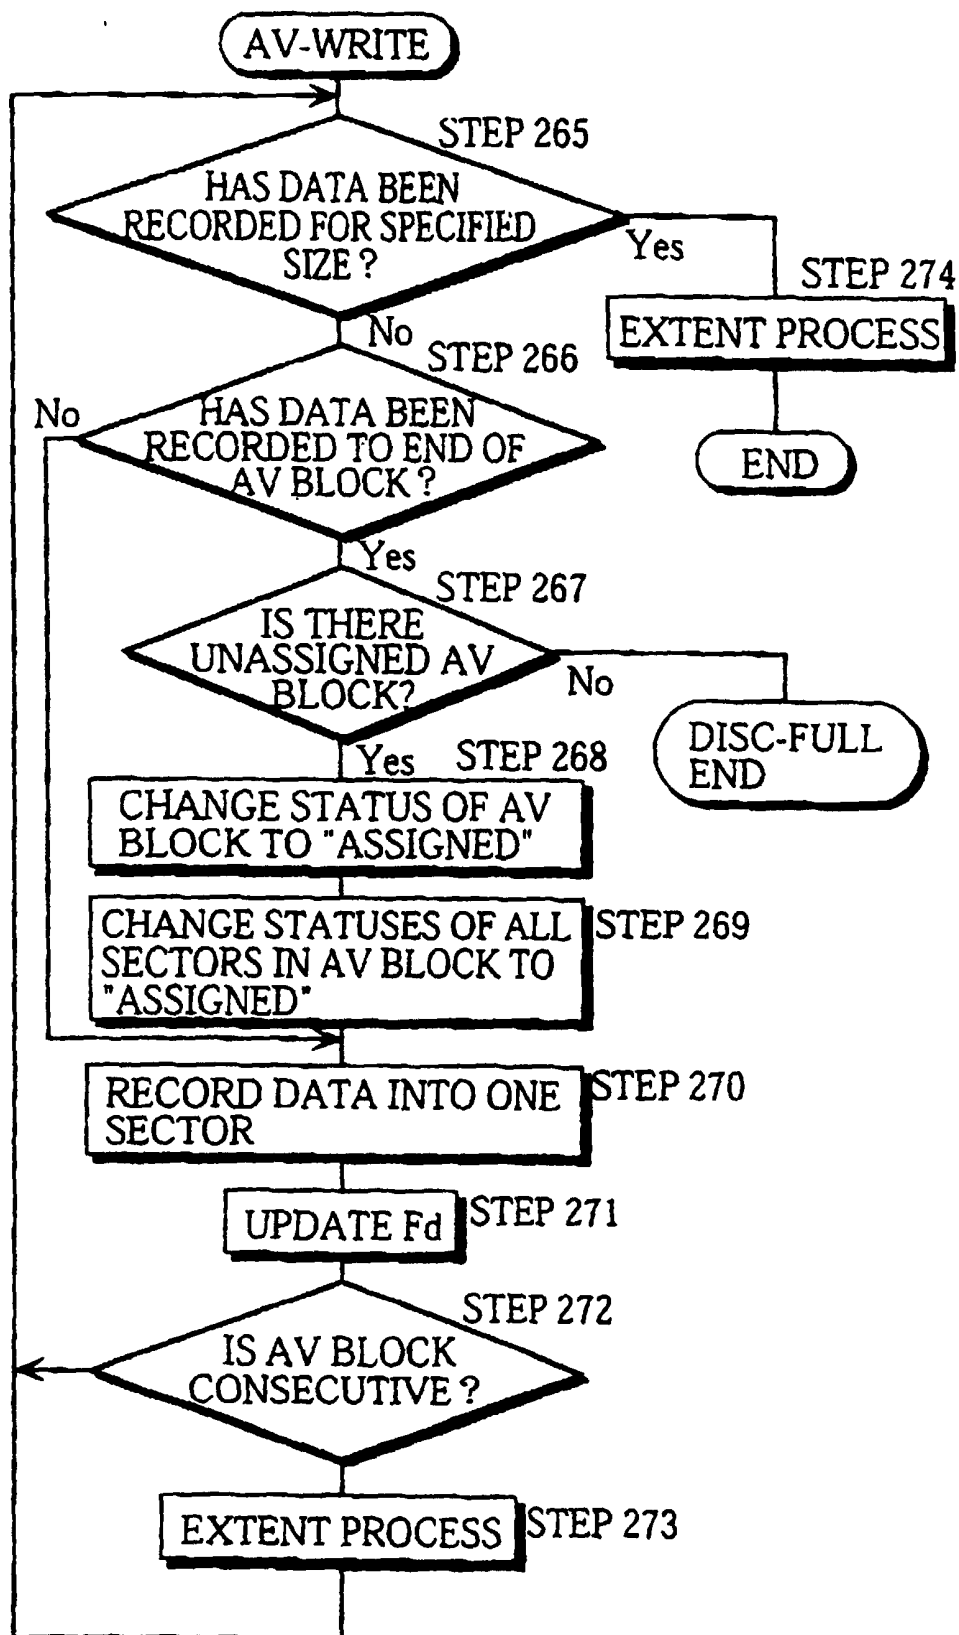 AV-WRITE
STEP 265
HAS DATA BEEN
RECORDED FOR SPECIFIED
SIZE ?
Yes
STEP 274
EXTENT PROCESS
END
No
STEP 266
No
HAS DATA BEEN
RECORDED TO END OF
AV BLOCK ?
Yes
STEP 267
IS THERE
UNASSIGNED AV
BLOCK?
No
DISC-FULL
END
Yes
STEP 268
CHANGE STATUS OF AV
BLOCK TO "ASSIGNED"
CHANGE STATUSES OF ALL
SECTORS IN AV BLOCK TO
"ASSIGNED"
STEP 269
RECORD DATA INTO ONE
SECTOR
STEP 270
UPDATE Fd
STEP 271
STEP 272
IS AV BLOCK
CONSECUTIVE ?
EXTENT PROCESS
STEP 273